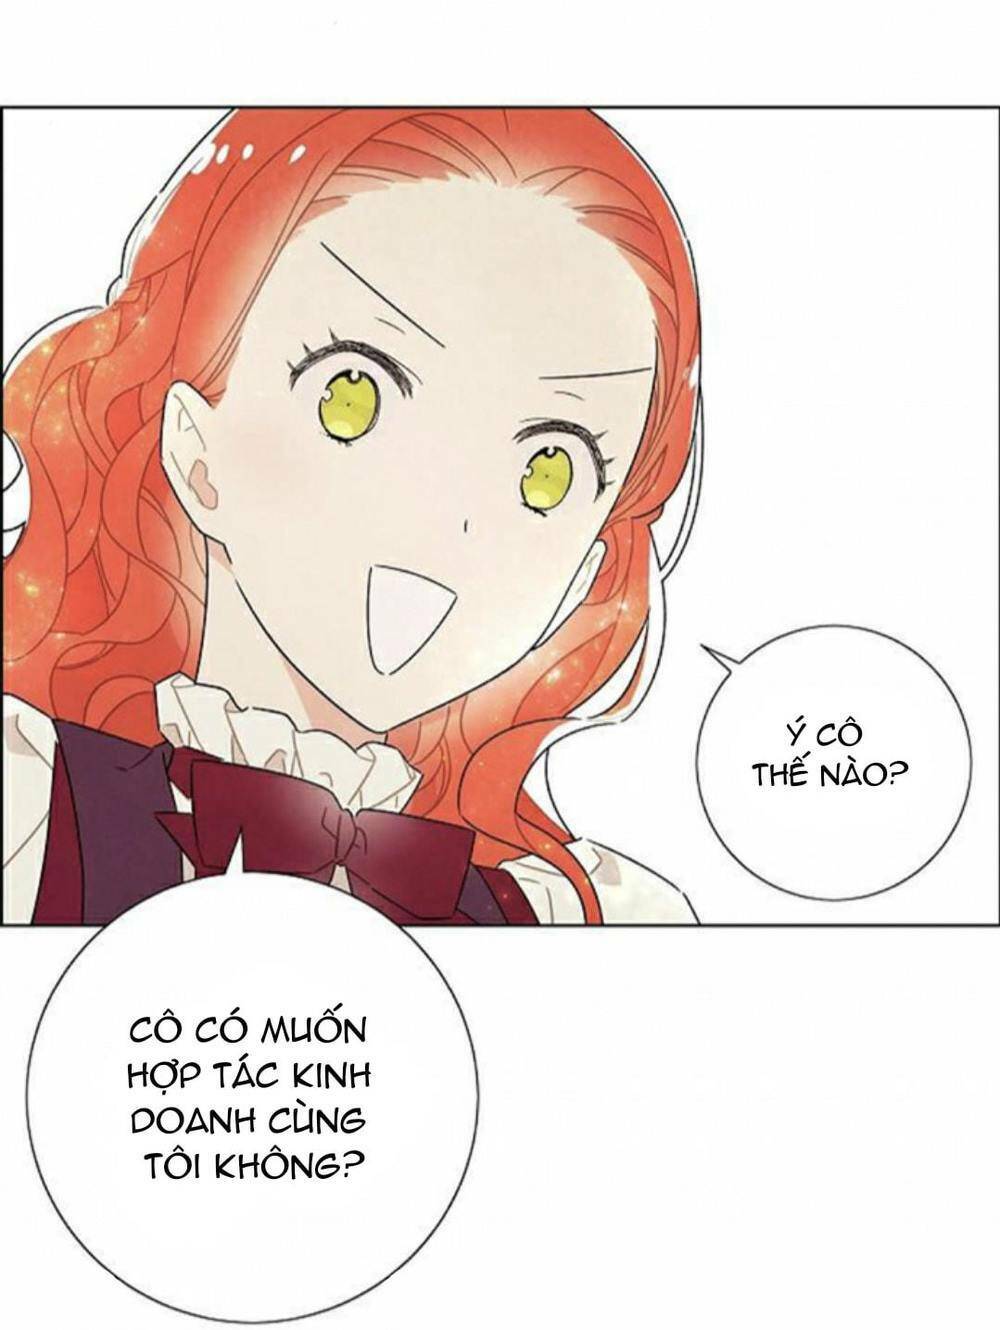 Ý CÔ
THẾ NÀO?
CÔ CÓ MUỐN
HỢP TÁC KINH
DOANH CÙNG
TÔI KHÔNG?